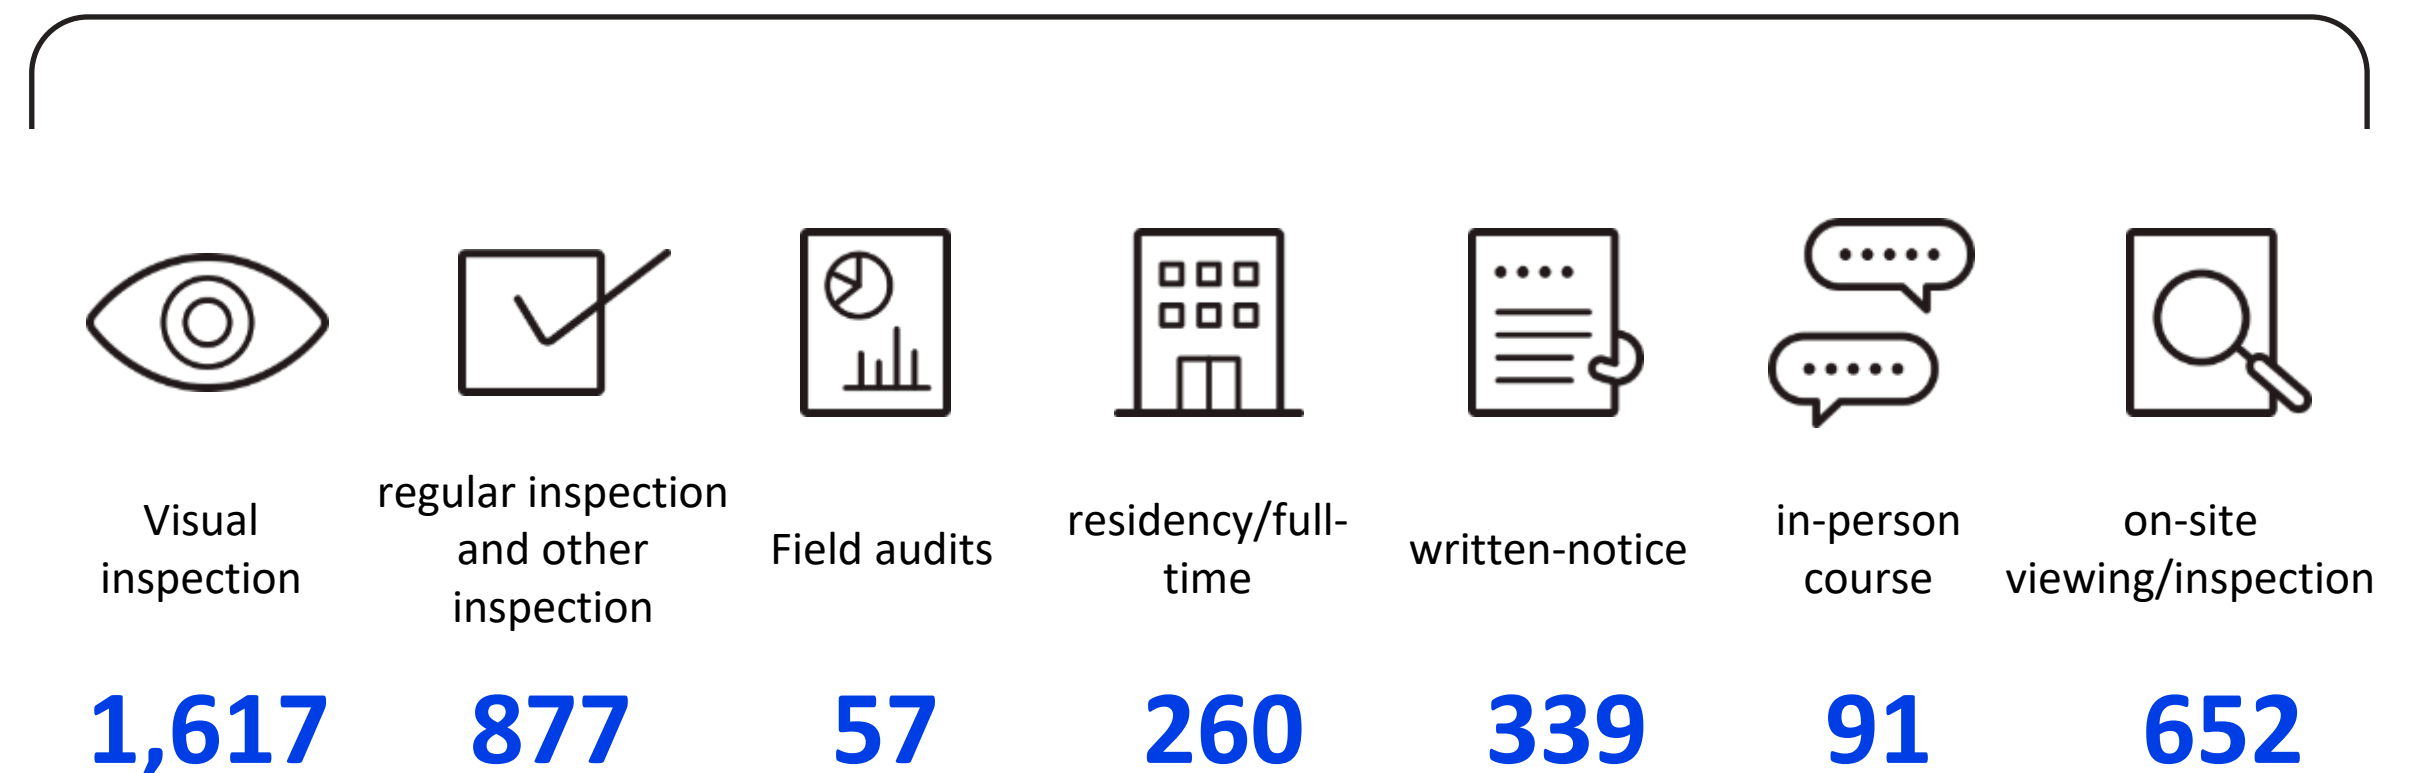 Visual
inspection
regular inspection
and other
inspection
Field audits
residency/full-
time
written-notice
in-person
course
on-site
viewing/inspection
1,617
877
57
260
339
91
652